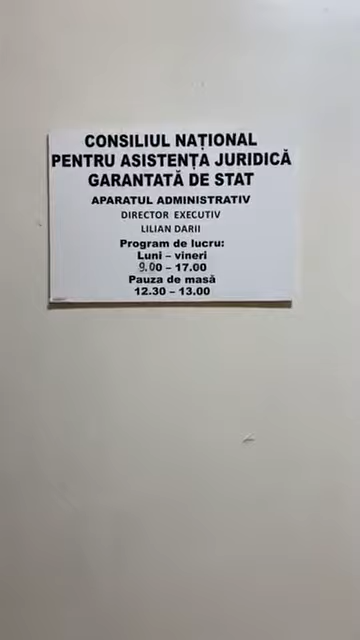 CONSILIUL NAȚIONAL
PENTRU ASISTENȚA JURIDICĂ
GARANTATĂ DE STAT
APARATUL ADMINISTRATIV
DIRECTOR EXECUTIV
LILIAN DARII
Program de lucru:
Luni – vineri
9.00 – 17.00
Pauza de masă
12.30 – 13.00